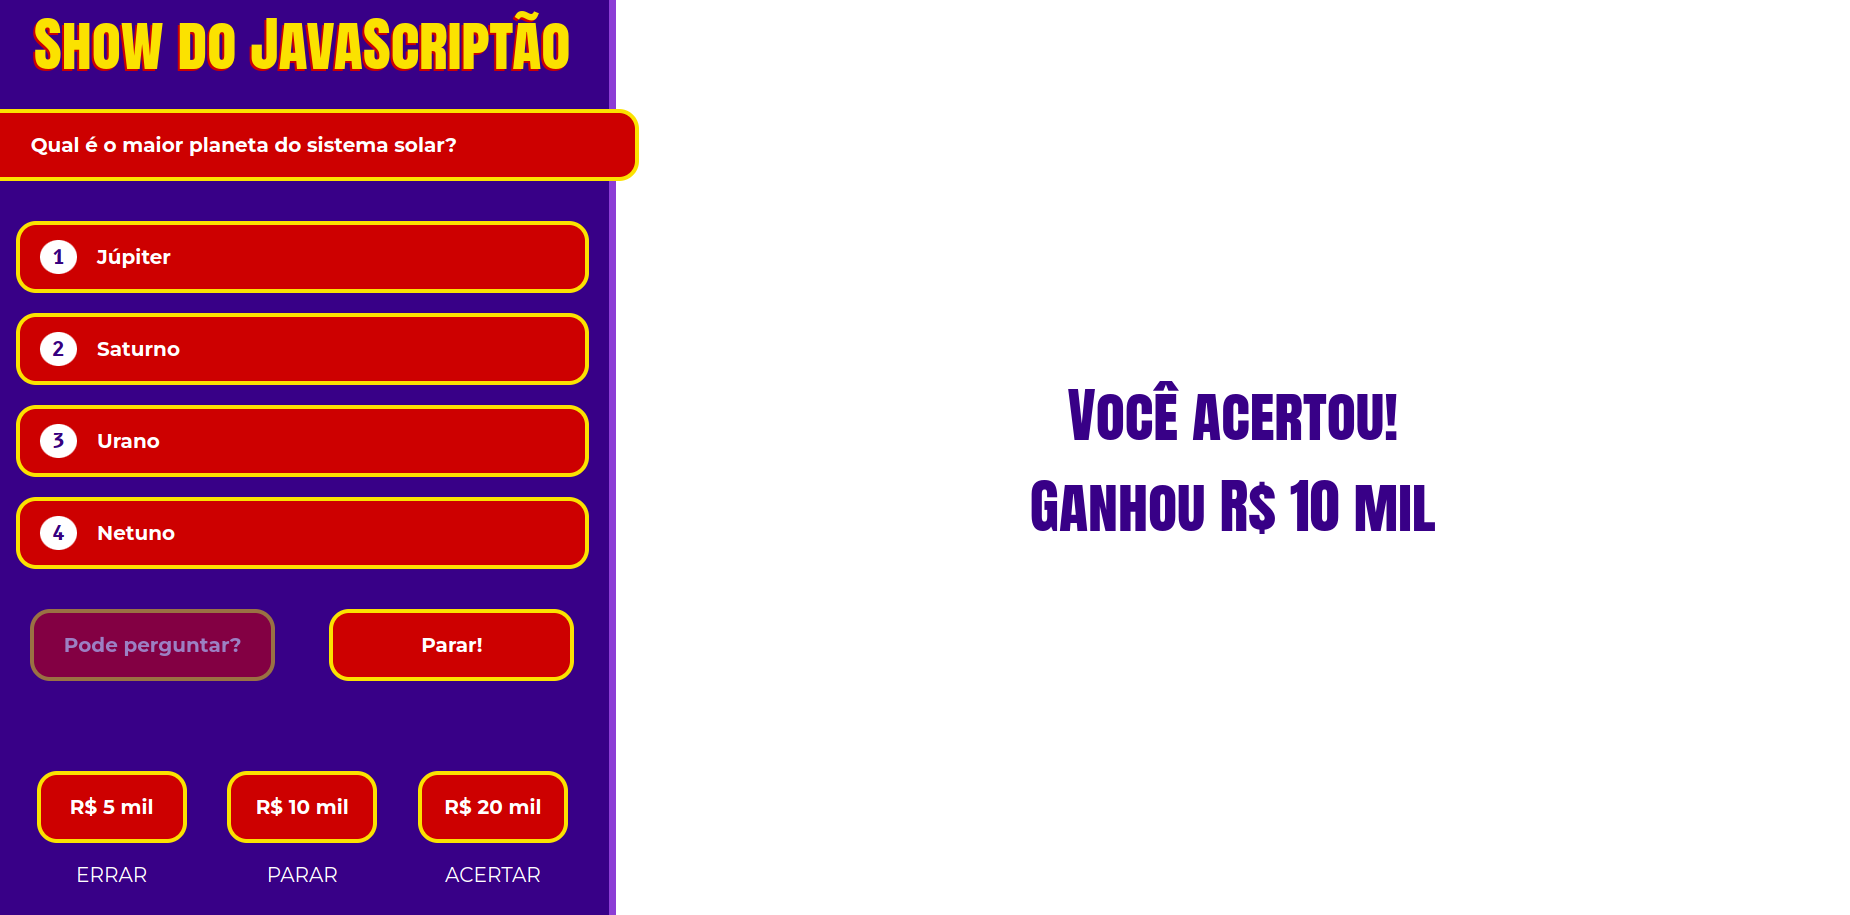 Show do JavaScriptão
Qual é o maior planeta do sistema solar?
1 Júpiter
2 Saturno
3 Urano
4 Netuno
Pode perguntar? Parar!
R$ 5 mil R$ 10 mil R$ 20 mil
ERRAR PARAR ACERTAR
Você acertou!
Ganhou R$ 10 mil